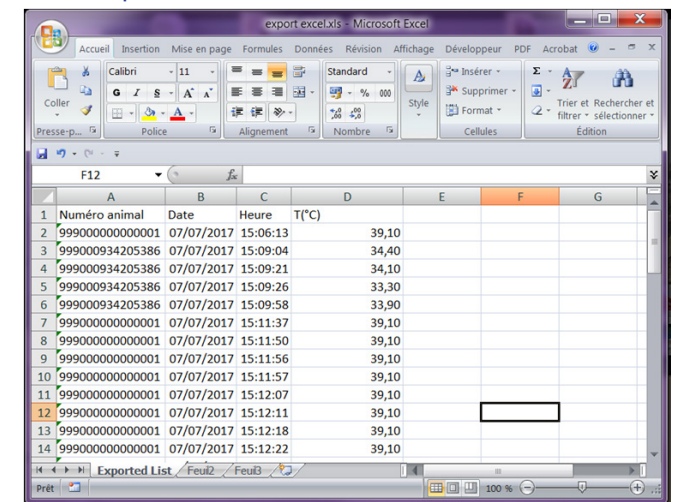 export excel.xls - Microsoft Excel
Accueil Insertion Mise en page Formules Données Révision Affichage Développeur PDF Acrobat
Calibri 11 Standard Insérer Σ
Coller G I S A A % 000 Style Supprimer Trier et Rechercher et
Format filtrer sélectionner
Presse-p... Police Alignement Nombre Cellules Édition
F12 fx
A B C D E F G
1 Numéro animal Date Heure T(°C)
2 999000000000001 07/07/2017 15:06:13 39,10
3 999000934205386 07/07/2017 15:09:04 34,40
4 999000934205386 07/07/2017 15:09:21 34,10
5 999000934205386 07/07/2017 15:09:26 33,30
6 999000934205386 07/07/2017 15:09:58 33,90
7 999000000000001 07/07/2017 15:11:37 39,10
8 999000000000001 07/07/2017 15:11:50 39,10
9 999000000000001 07/07/2017 15:11:56 39,10
10 999000000000001 07/07/2017 15:11:57 39,10
11 999000000000001 07/07/2017 15:12:07 39,10
12 999000000000001 07/07/2017 15:12:11 39,10
13 999000000000001 07/07/2017 15:12:18 39,10
14 999000000000001 07/07/2017 15:12:22 39,10
Exported List Feuil2 Feuil3
Prêt 100 %